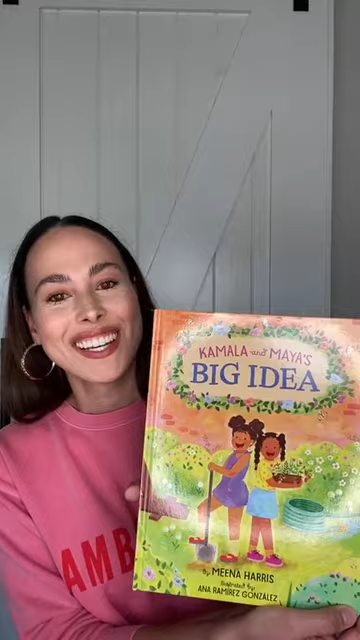 KAMALA and MAYA'S
BIG IDEA
AMB
By MEENA HARRIS
Illustrated by
ANA RAMÍREZ GONZÁLEZ